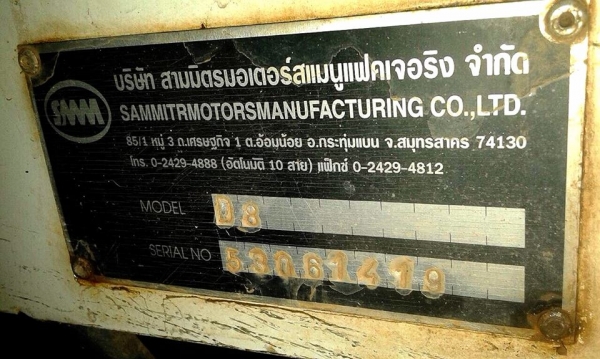 SMM
บริษัท สามมิตรมอเตอร์สแมนูแฟคเจอริง จำกัด
SAMMITRMOTORSMANUFACTURING CO.,LTD.
85/1 หมู่ 3 ถ.เศรษฐกิจ 1 ต.อ้อมน้อย อ.กระทุ่มแบน จ.สมุทรสาคร 74130
โทร. 0-2429-4888 (อัตโนมัติ 10 สาย) แฟ็กซ์ 0-2429-4812
MODEL D8
SERIAL NO 53061479